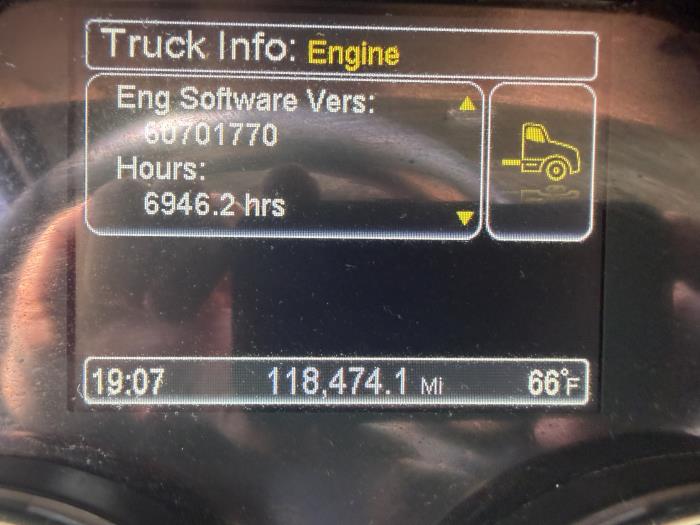 Truck Info: Engine
Eng Software Vers:
60701770
Hours:
6946.2 hrs
19:07 118,474.1 Mi 66°F